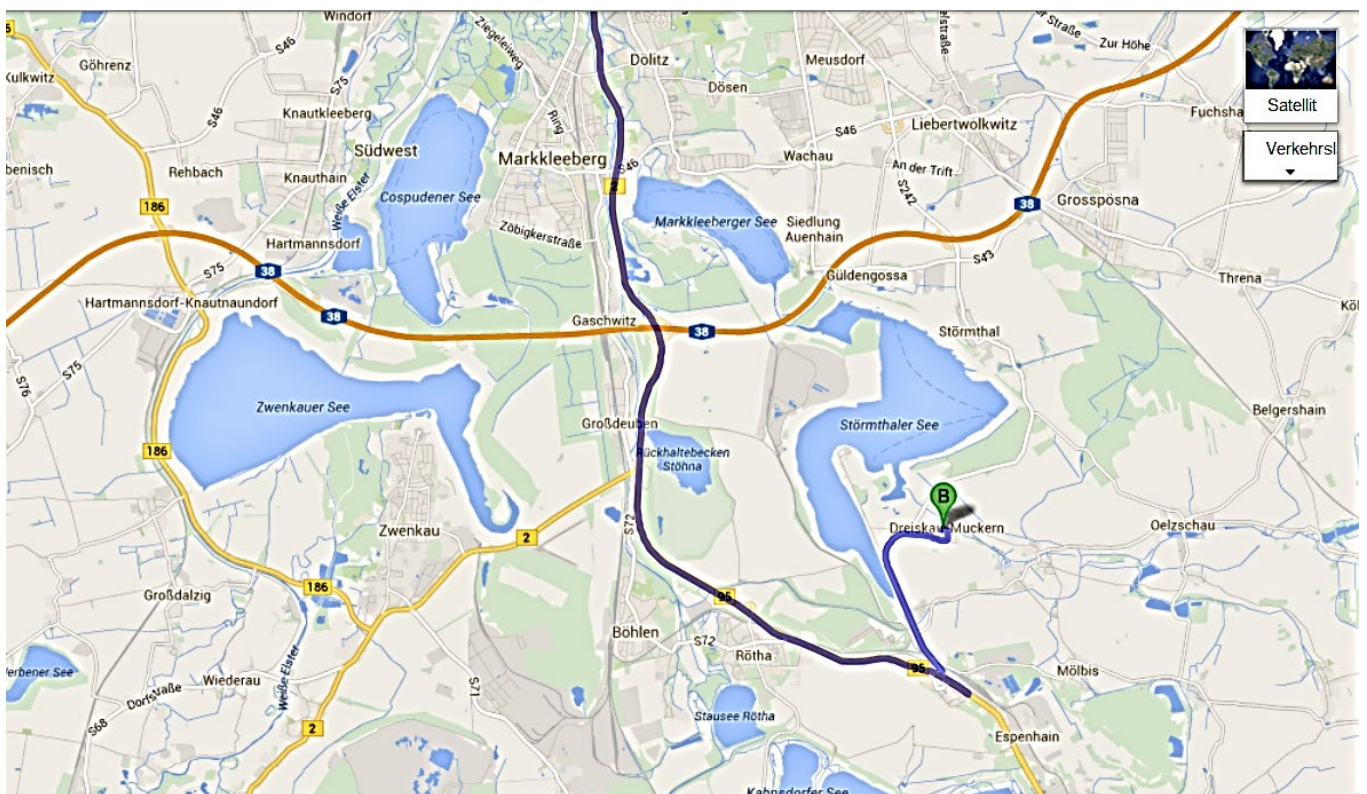 Windorf
Göhrenz
S46
S75
Ziegeleiweg
Dölitz
Meusdorf
Zur Höhe
Satellit
Kulkwitz
S46
Knautkleeberg
Ring
Dösen
Liebertwolkwitz
Verkehrsl
Südwest
Markkleeberg
S46
S46
Wachau
An der Trift
Rehbach
Knauthain
Weiße Elster
Cospudener See
2
S242
38
Grosspösna
186
Markkleeberger See
Siedlung
Auenhain
Hartmannsdorf
Zöbigkerstraße
S43
S75
38
Güldengossa
Threna
Hartmannsdorf-Knautnaundorf
38
Gaschwitz
38
Störmthal
S76
S75
Zwenkauer See
Großdeuben
Störmthaler See
Belgershain
186
Rückhaltebecken
Stöhna
B
Zwenkau
2
S72
Dreiskau-Muckern
Oelzschau
186
Großdalzig
95
Böhlen
S72
Rötha
95
Mölbis
Wiederau
Weiße Elster
S71
Stausee Rötha
S68
2
Espenhain
Kahnsdorfer See